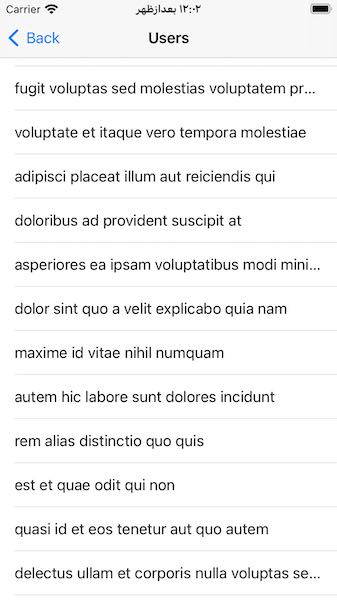 Carrier ۱۲:۰۲ بعدازظهر
Back Users
fugit voluptas sed molestias voluptatem pr...
voluptate et itaque vero tempora molestiae
adipisci placeat illum aut reiciendis qui
doloribus ad provident suscipit at
asperiores ea ipsam voluptatibus modi mini...
dolor sint quo a velit explicabo quia nam
maxime id vitae nihil numquam
autem hic labore sunt dolores incidunt
rem alias distinctio quo quis
est et quae odit qui non
quasi id et eos tenetur aut quo autem
delectus ullam et corporis nulla voluptas se...